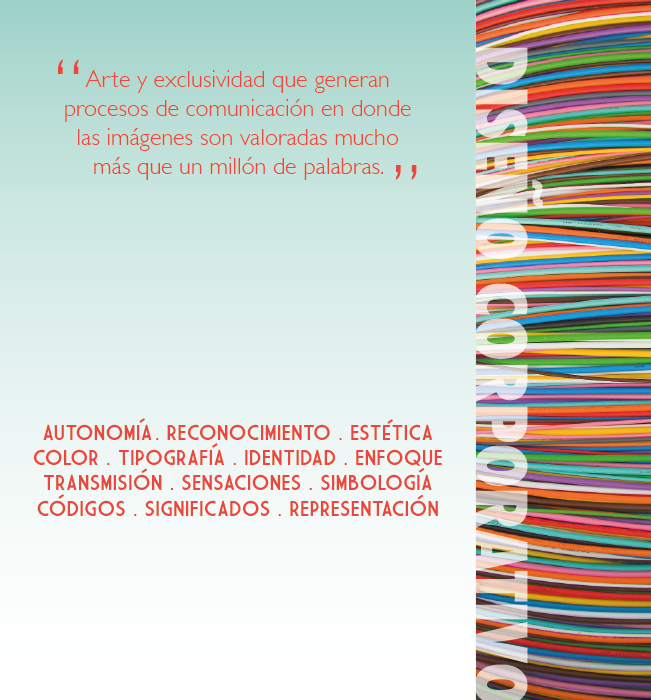 “ Arte y exclusividad que generan
procesos de comunicación en donde
las imágenes son valoradas mucho
más que un millón de palabras. ”
AUTONOMÍA . RECONOCIMIENTO . ESTÉTICA
COLOR . TIPOGRAFÍA . IDENTIDAD . ENFOQUE
TRANSMISIÓN . SENSACIONES . SIMBOLOGÍA
CÓDIGOS . SIGNIFICADOS . REPRESENTACIÓN
DISEÑO CORPORATIVO